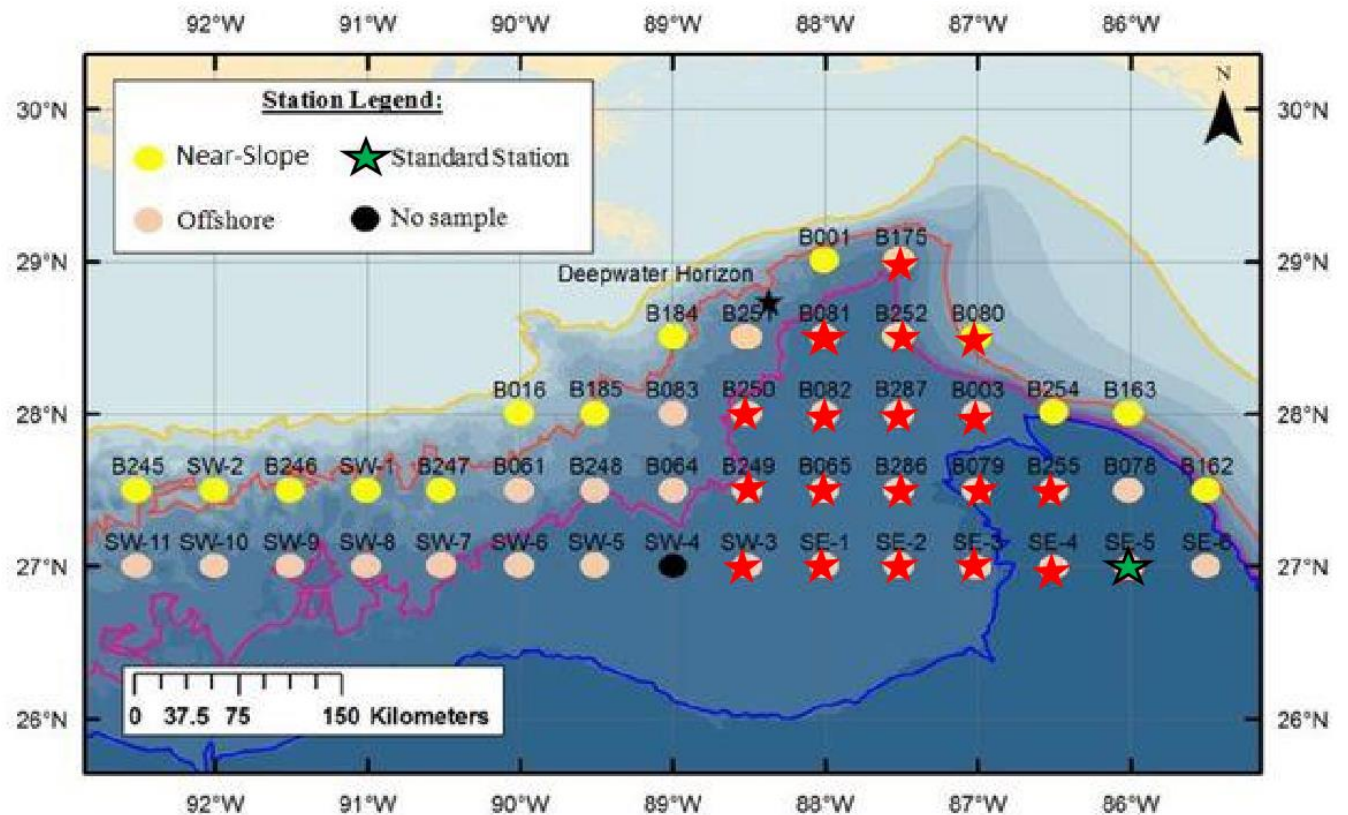 92°W 91°W 90°W 89°W 88°W 87°W 86°W
N
Station Legend:
30°N 30°N
Near-Slope Standard Station
Offshore No sample
B001 B175
29°N 29°N
Deepwater Horizon
B184 B251 B081 B252 B080
B016 B185 B083 B250 B082 B287 B003 B254 B163
28°N 28°N
B245 SW-2 B246 SW-1 B247 B061 B248 B064 B249 B065 B286 B079 B255 B078 B162
SW-11 SW-10 SW-9 SW-8 SW-7 SW-6 SW-5 SW-4 SW-3 SE-1 SE-2 SE-3 SE-4 SE-5 SE-6
27°N 27°N
0 37.5 75 150 Kilometers
26°N 26°N
92°W 91°W 90°W 89°W 88°W 87°W 86°W